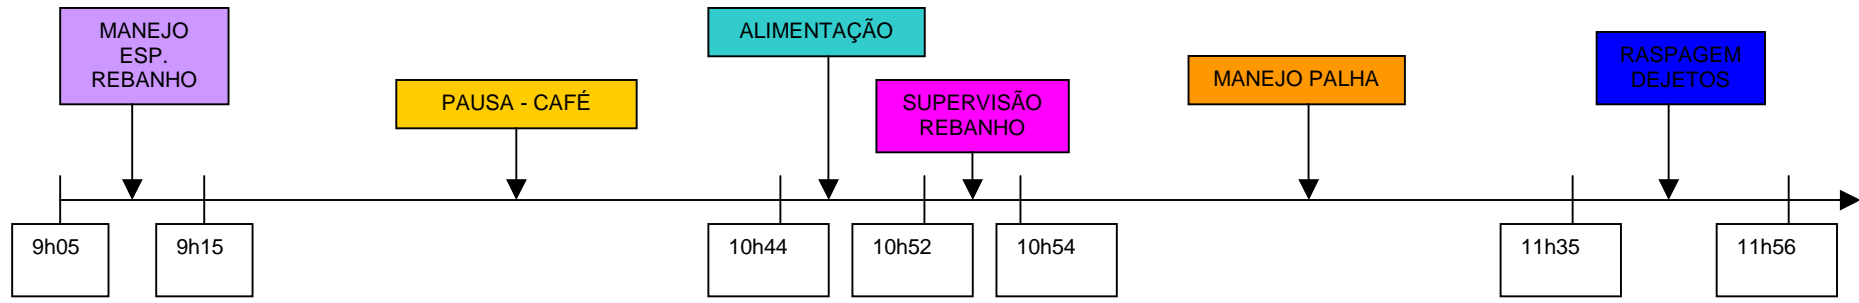 MANEJO
ESP.
REBANHO
PAUSA - CAFÉ
ALIMENTAÇÃO
SUPERVISÃO
REBANHO
MANEJO PALHA
RASPAGEM
DEJETOS
9h05
9h15
10h44
10h52
10h54
11h35
11h56